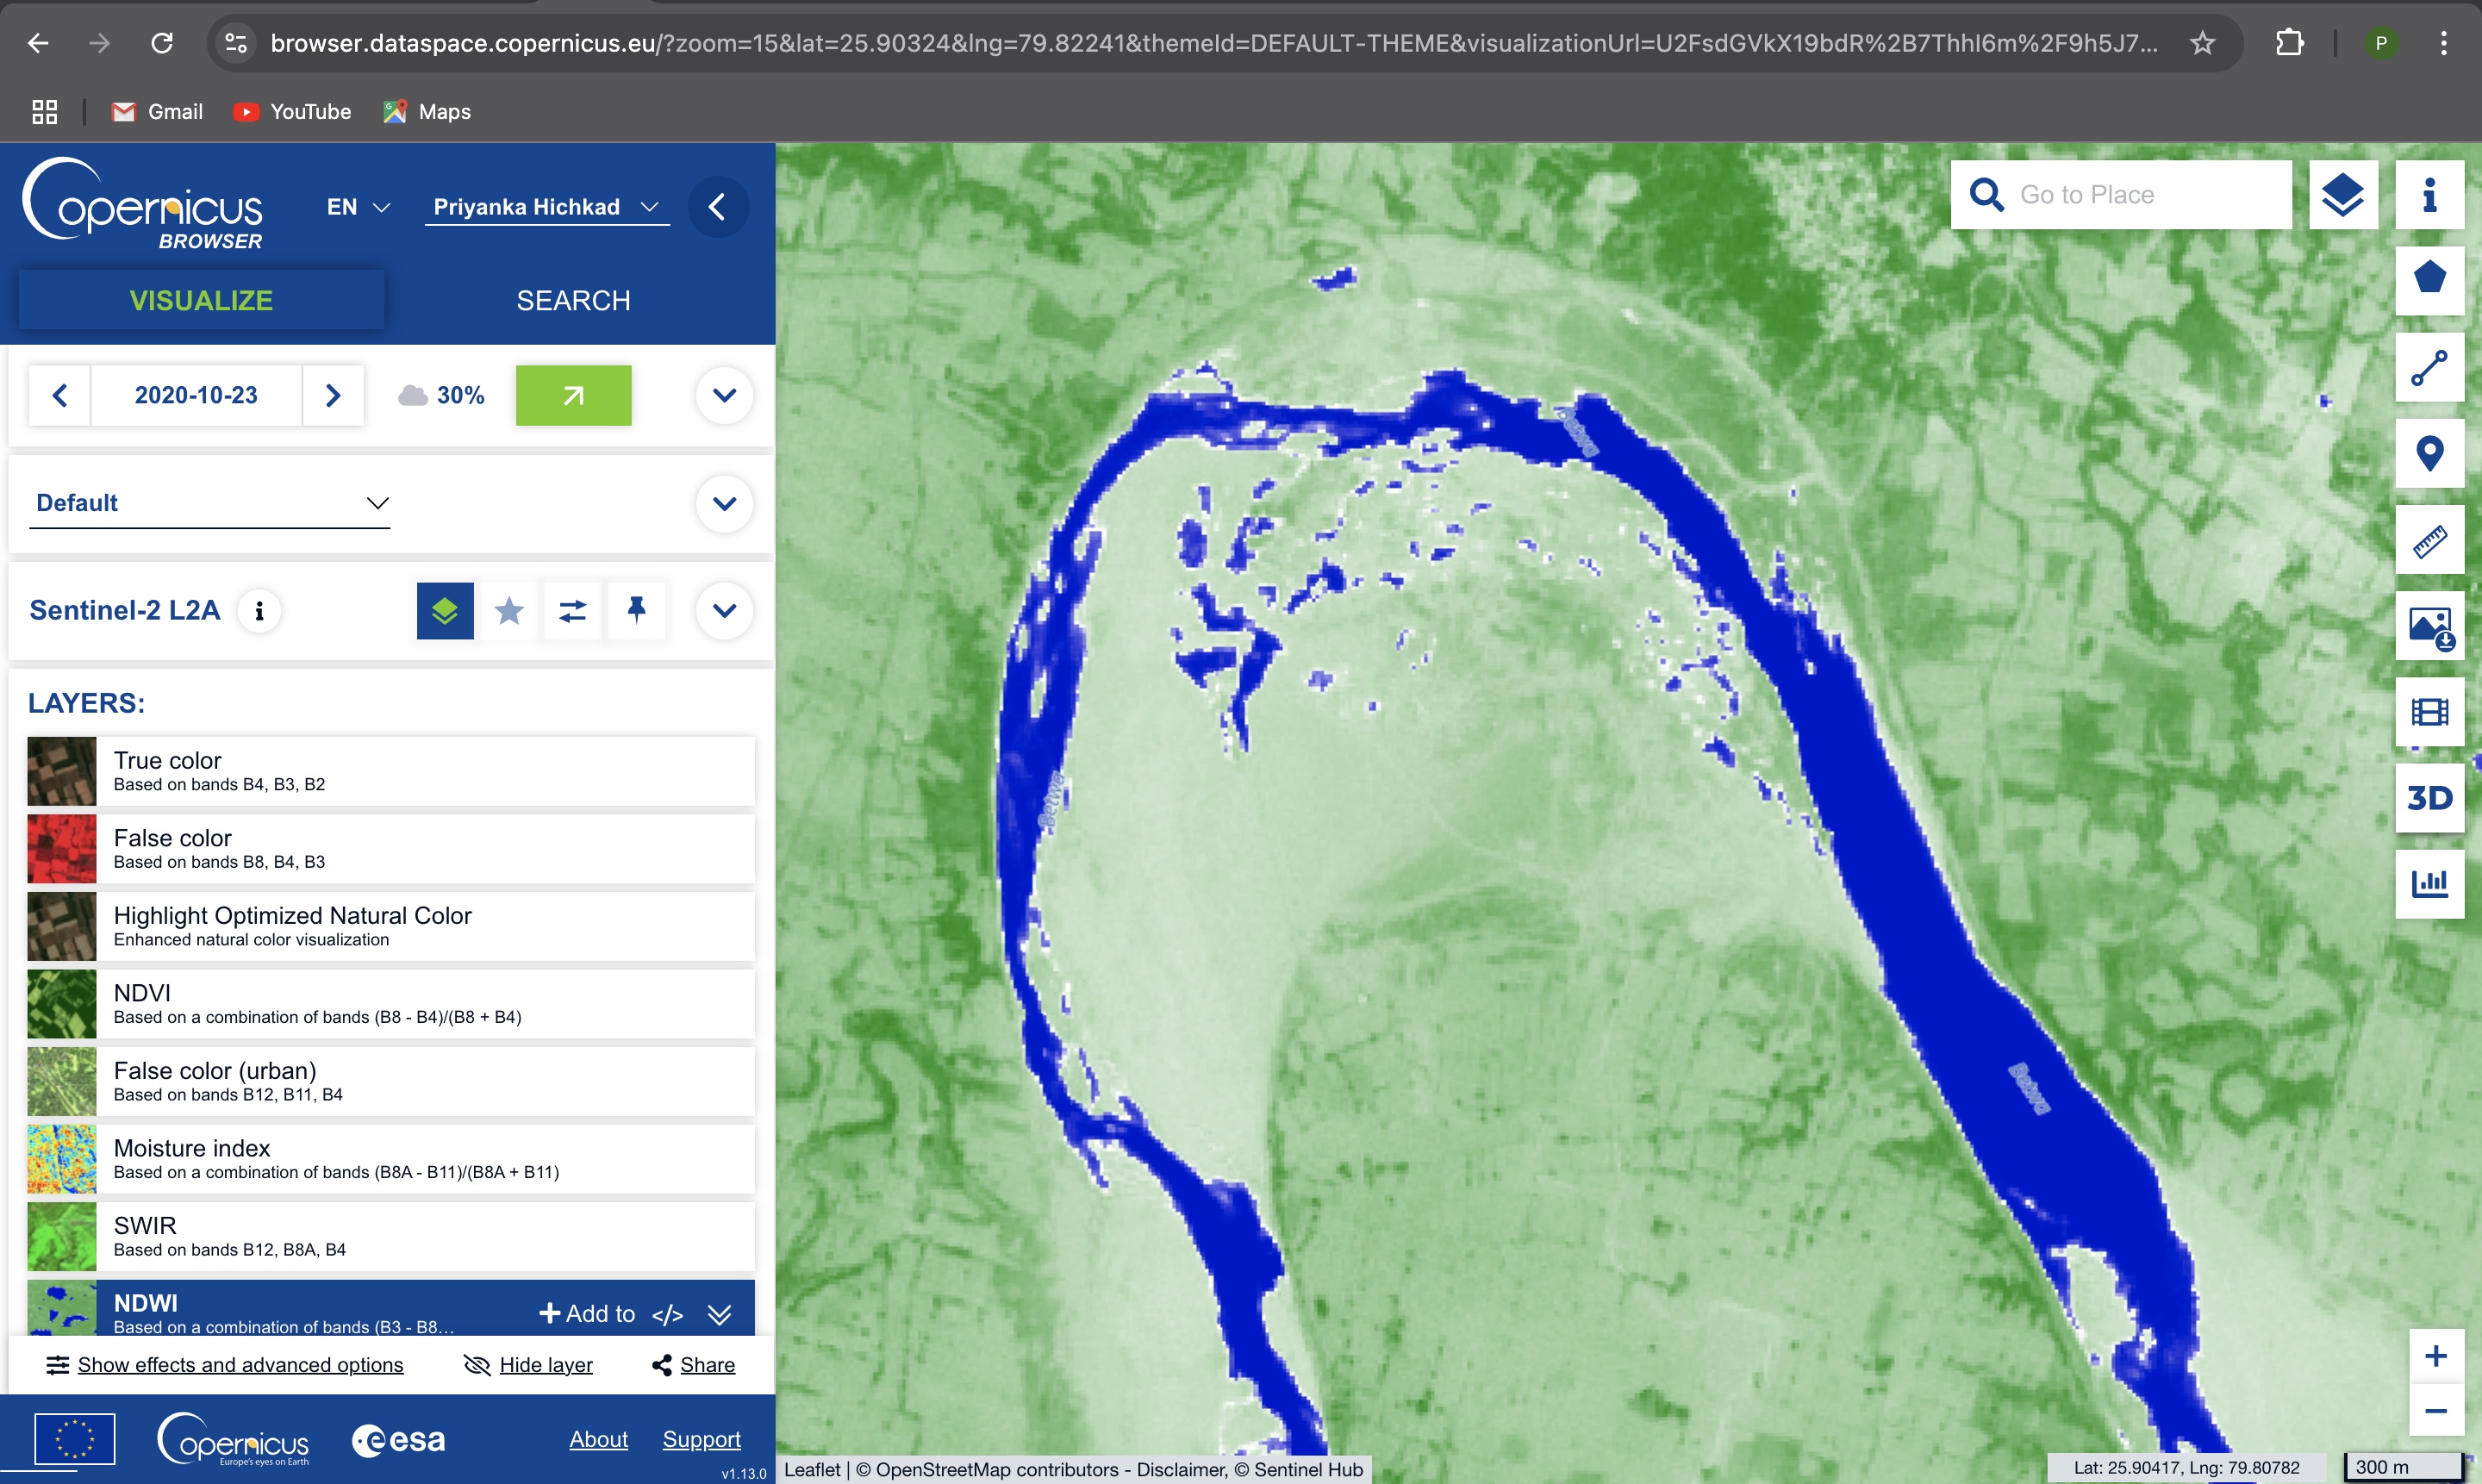 browser.dataspace.copernicus.eu/?zoom=15&lat=25.90324&lng=79.82241&themeId=DEFAULT-THEME&visualizationUrl=U2FsdGVkX19bdR%2B7ThhI6m%2F9h5J7...
P
Gmail
YouTube
Maps
Copernicus
BROWSER
EN
Priyanka Hichkad
VISUALIZE
SEARCH
2020-10-23
30%
Default
Sentinel-2 L2A
LAYERS:
True color
Based on bands B4, B3, B2
False color
Based on bands B8, B4, B3
Highlight Optimized Natural Color
Enhanced natural color visualization
NDVI
Based on a combination of bands (B8 - B4)/(B8 + B4)
False color (urban)
Based on bands B12, B11, B4
Moisture index
Based on a combination of bands (B8A - B11)/(B8A + B11)
SWIR
Based on bands B12, B8A, B4
NDWI
Based on a combination of bands (B3 - B8...
Add to
</>
Show effects and advanced options
Hide layer
Share
Copernicus
Europe's eyes on Earth
esa
About
Support
v1.13.0
Go to Place
3D
Betwa
Betwa
Betwa
Leaflet | © OpenStreetMap contributors - Disclaimer, © Sentinel Hub
Lat: 25.90417, Lng: 79.80782
300 m